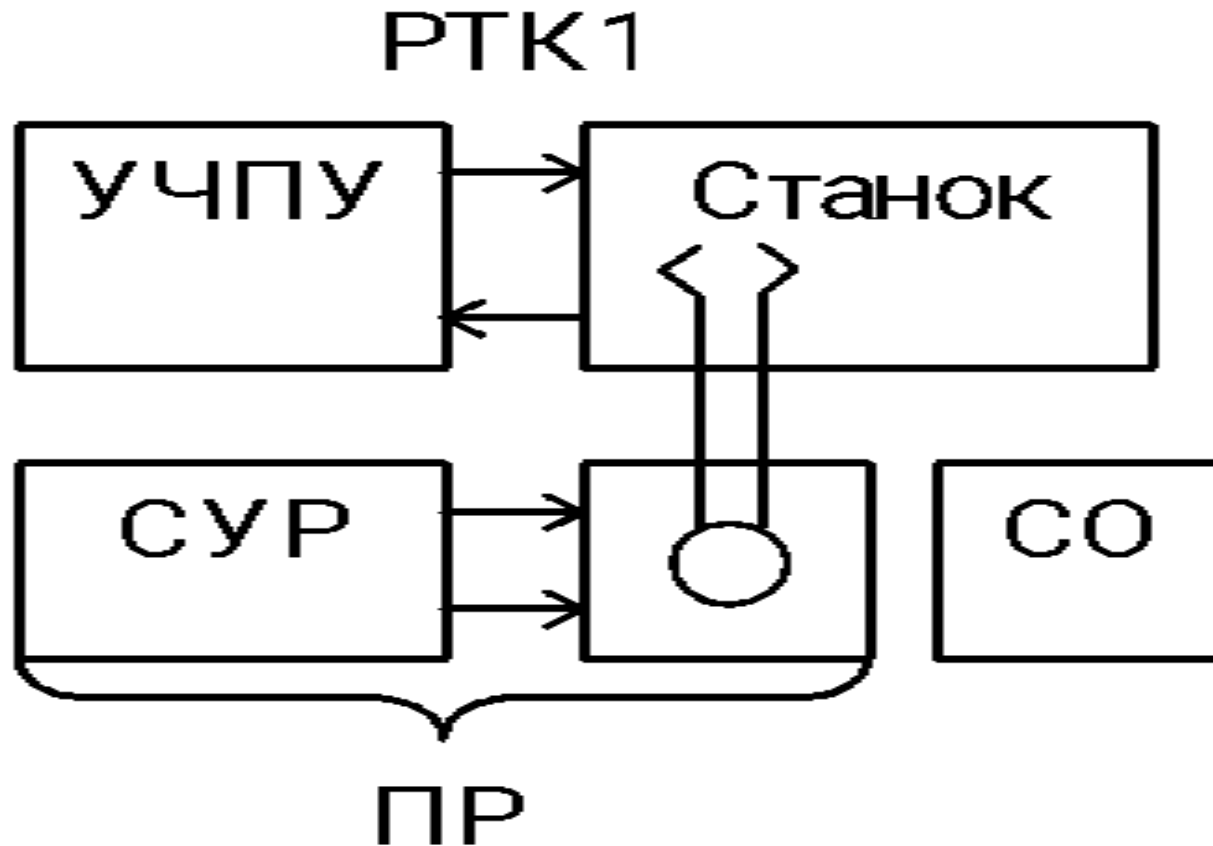 РТК1
УЧПУ
Станок
СУР
СО
ПР